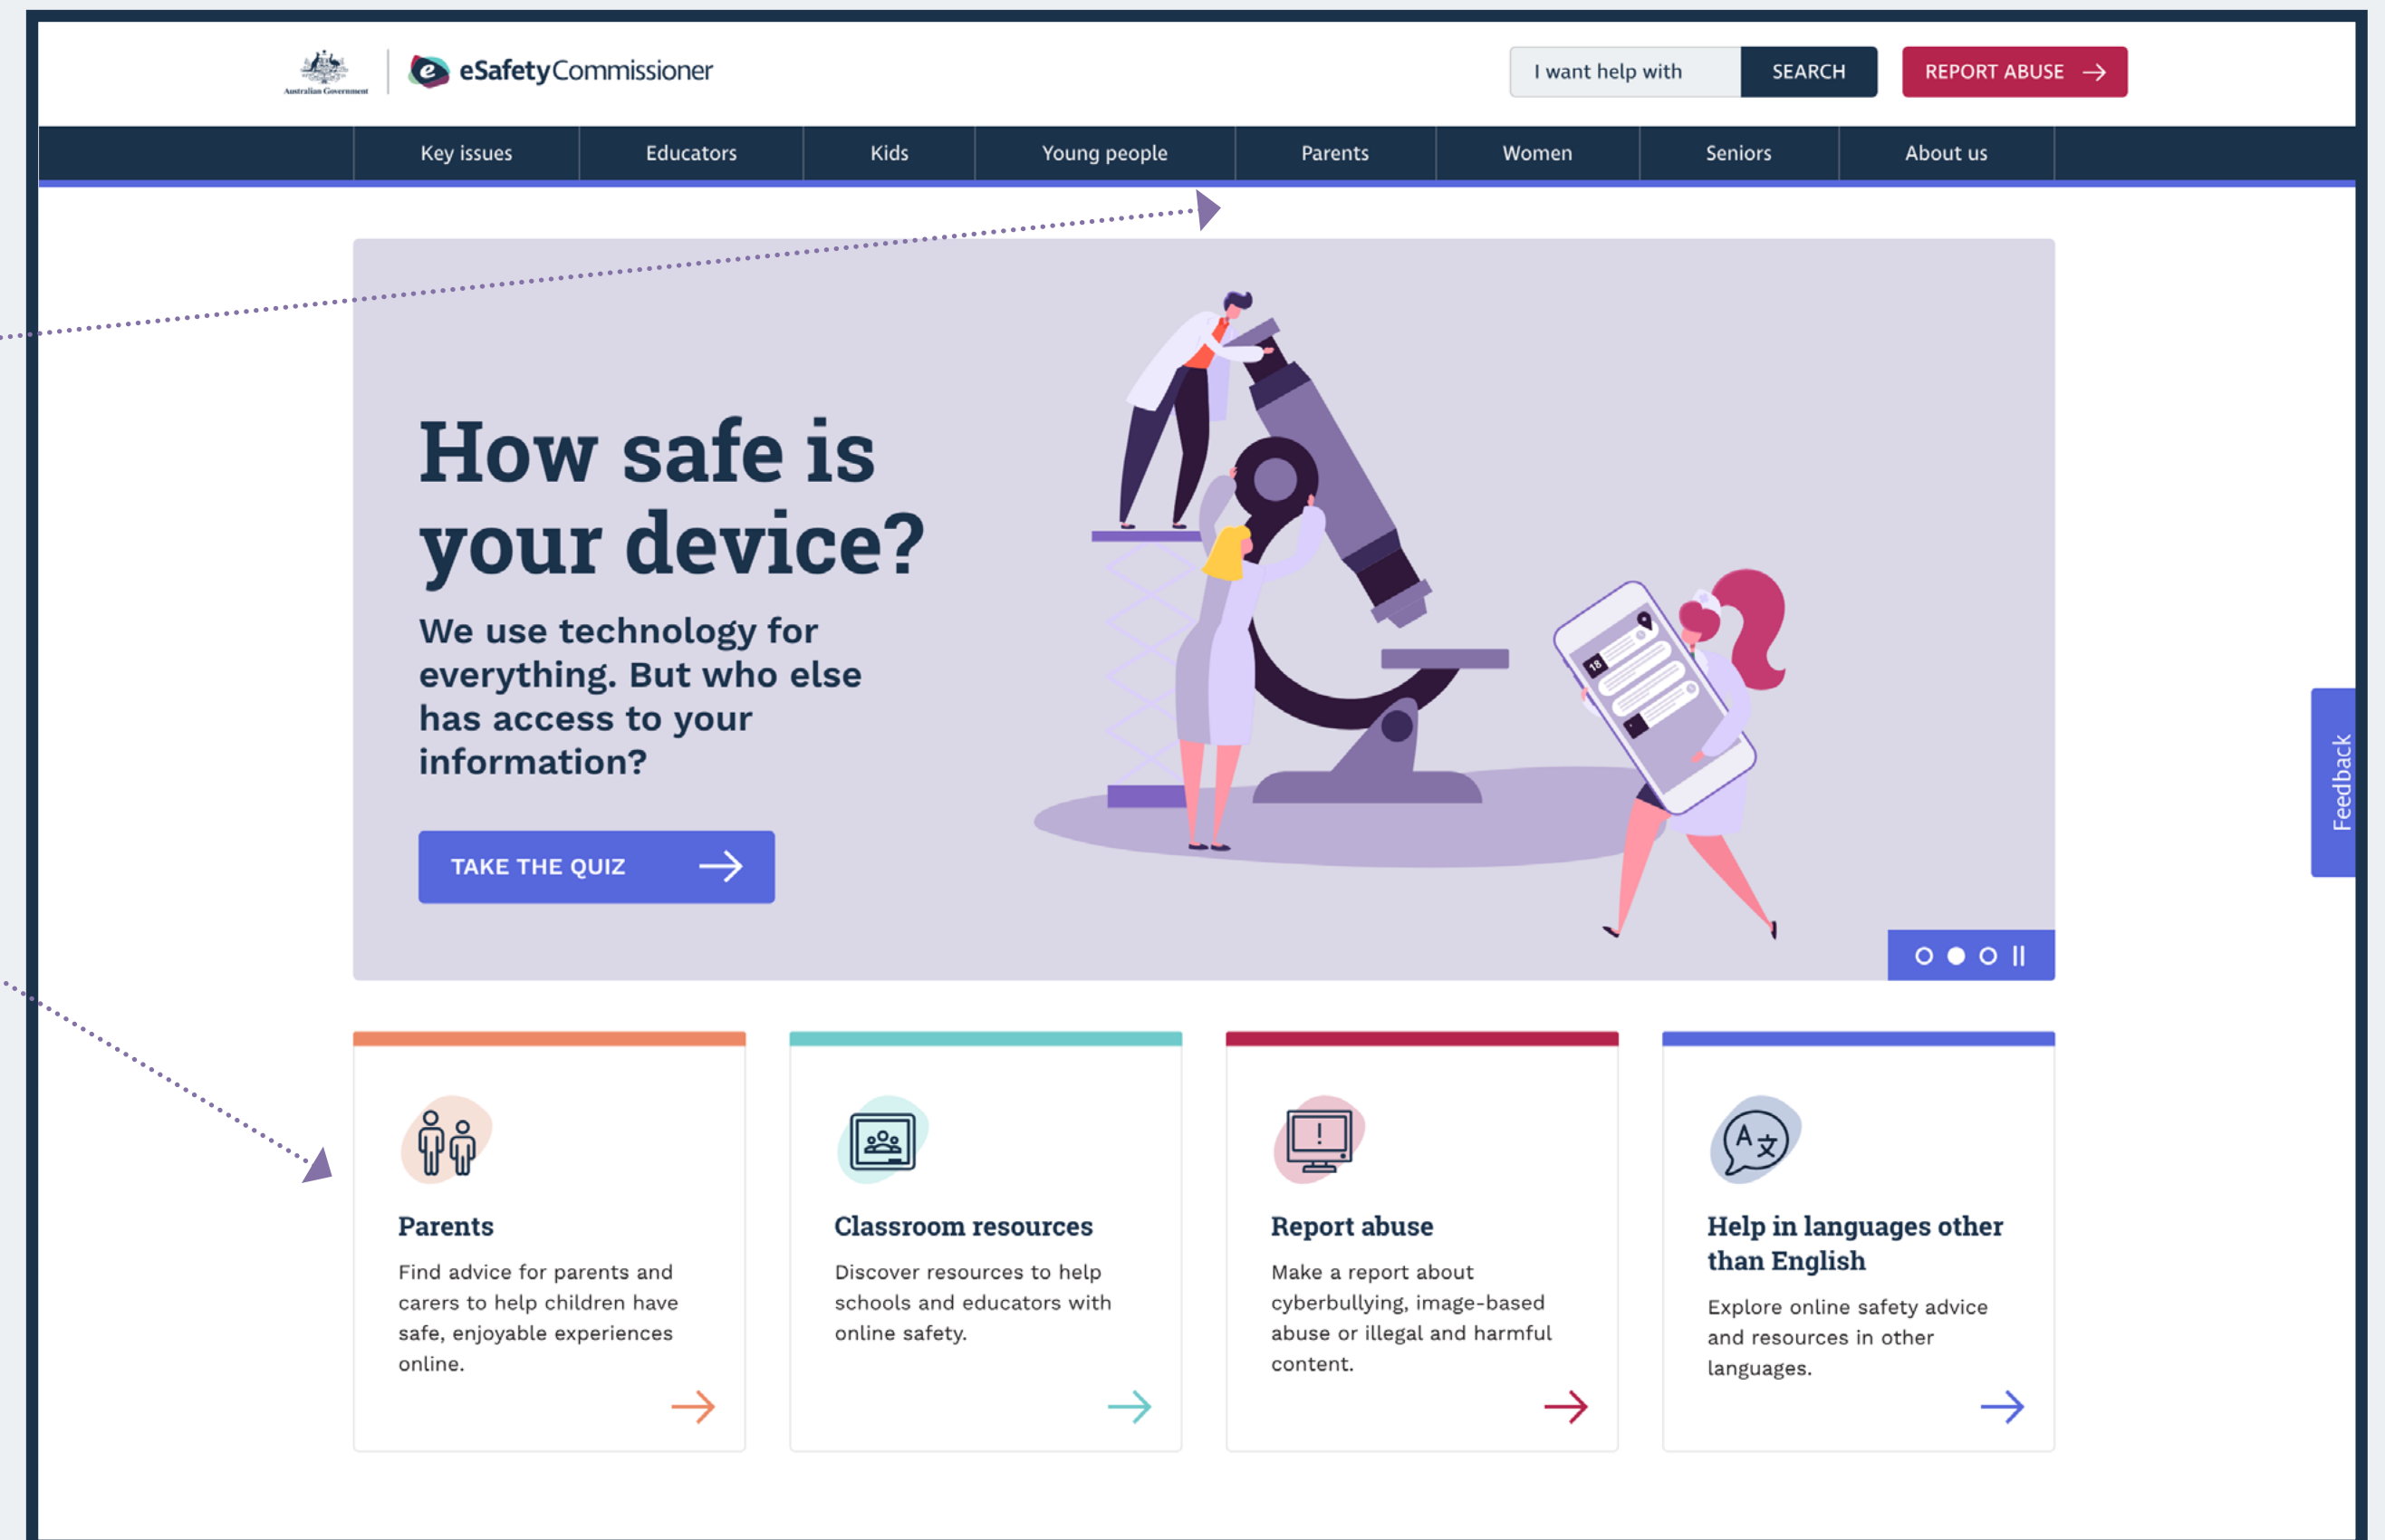 Australian Government
eSafetyCommissioner
I want help with
SEARCH
REPORT ABUSE
Key issues
Educators
Kids
Young people
Parents
Women
Seniors
About us
How safe is
your device?
We use technology for
everything. But who else
has access to your
information?
TAKE THE QUIZ
18
Feedback
Parents
Find advice for parents and
carers to help children have
safe, enjoyable experiences
online.
Classroom resources
Discover resources to help
schools and educators with
online safety.
Report abuse
Make a report about
cyberbullying, image-based
abuse or illegal and harmful
content.
A文
Help in languages other
than English
Explore online safety advice
and resources in other
languages.